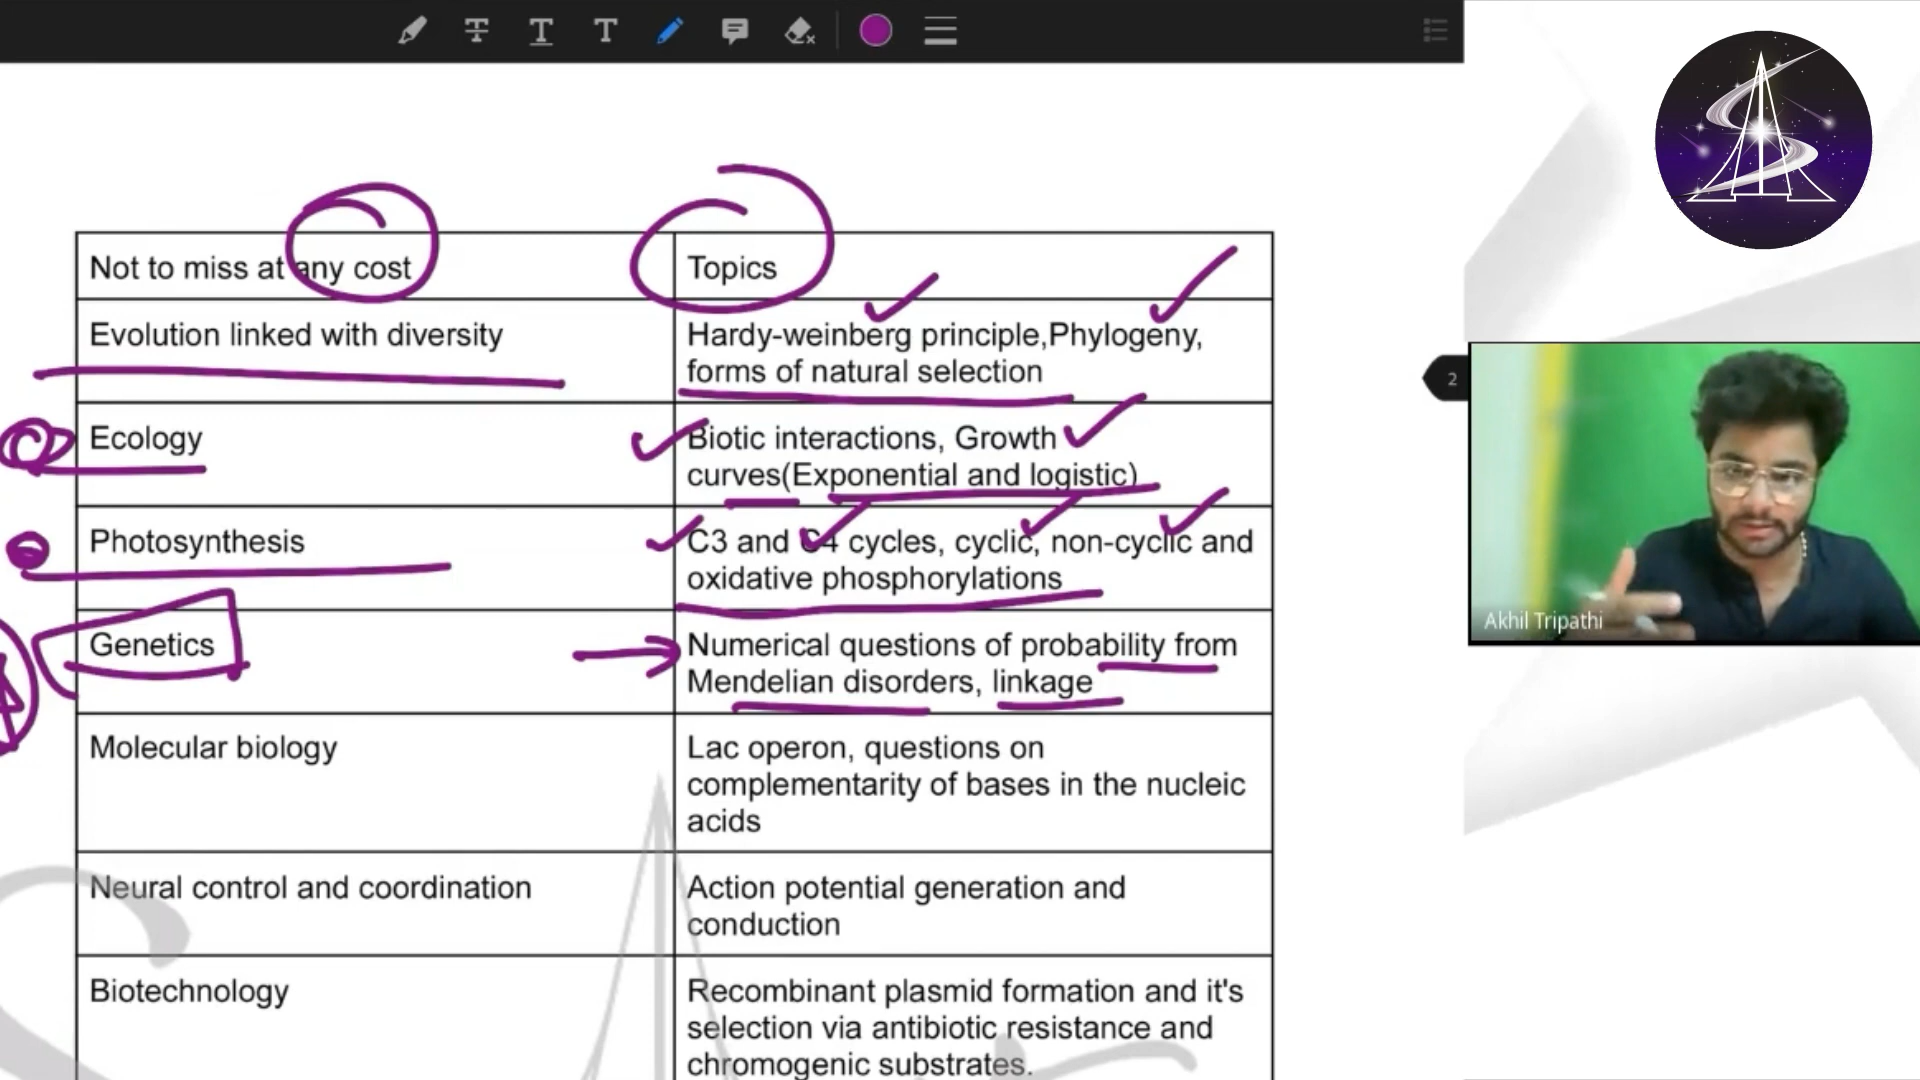 Not to miss at any cost
Topics
Evolution linked with diversity
Hardy-weinberg principle,Phylogeny,
forms of natural selection
Ecology
Biotic interactions, Growth
curves(Exponential and logistic)
Photosynthesis
C3 and C4 cycles, cyclic, non-cyclic and
oxidative phosphorylations
Genetics
Numerical questions of probability from
Mendelian disorders, linkage
Molecular biology
Lac operon, questions on
complementarity of bases in the nucleic
acids
Neural control and coordination
Action potential generation and
conduction
Biotechnology
Recombinant plasmid formation and it's
selection via antibiotic resistance and
chromogenic substrates.
2
Akhil Tripathi